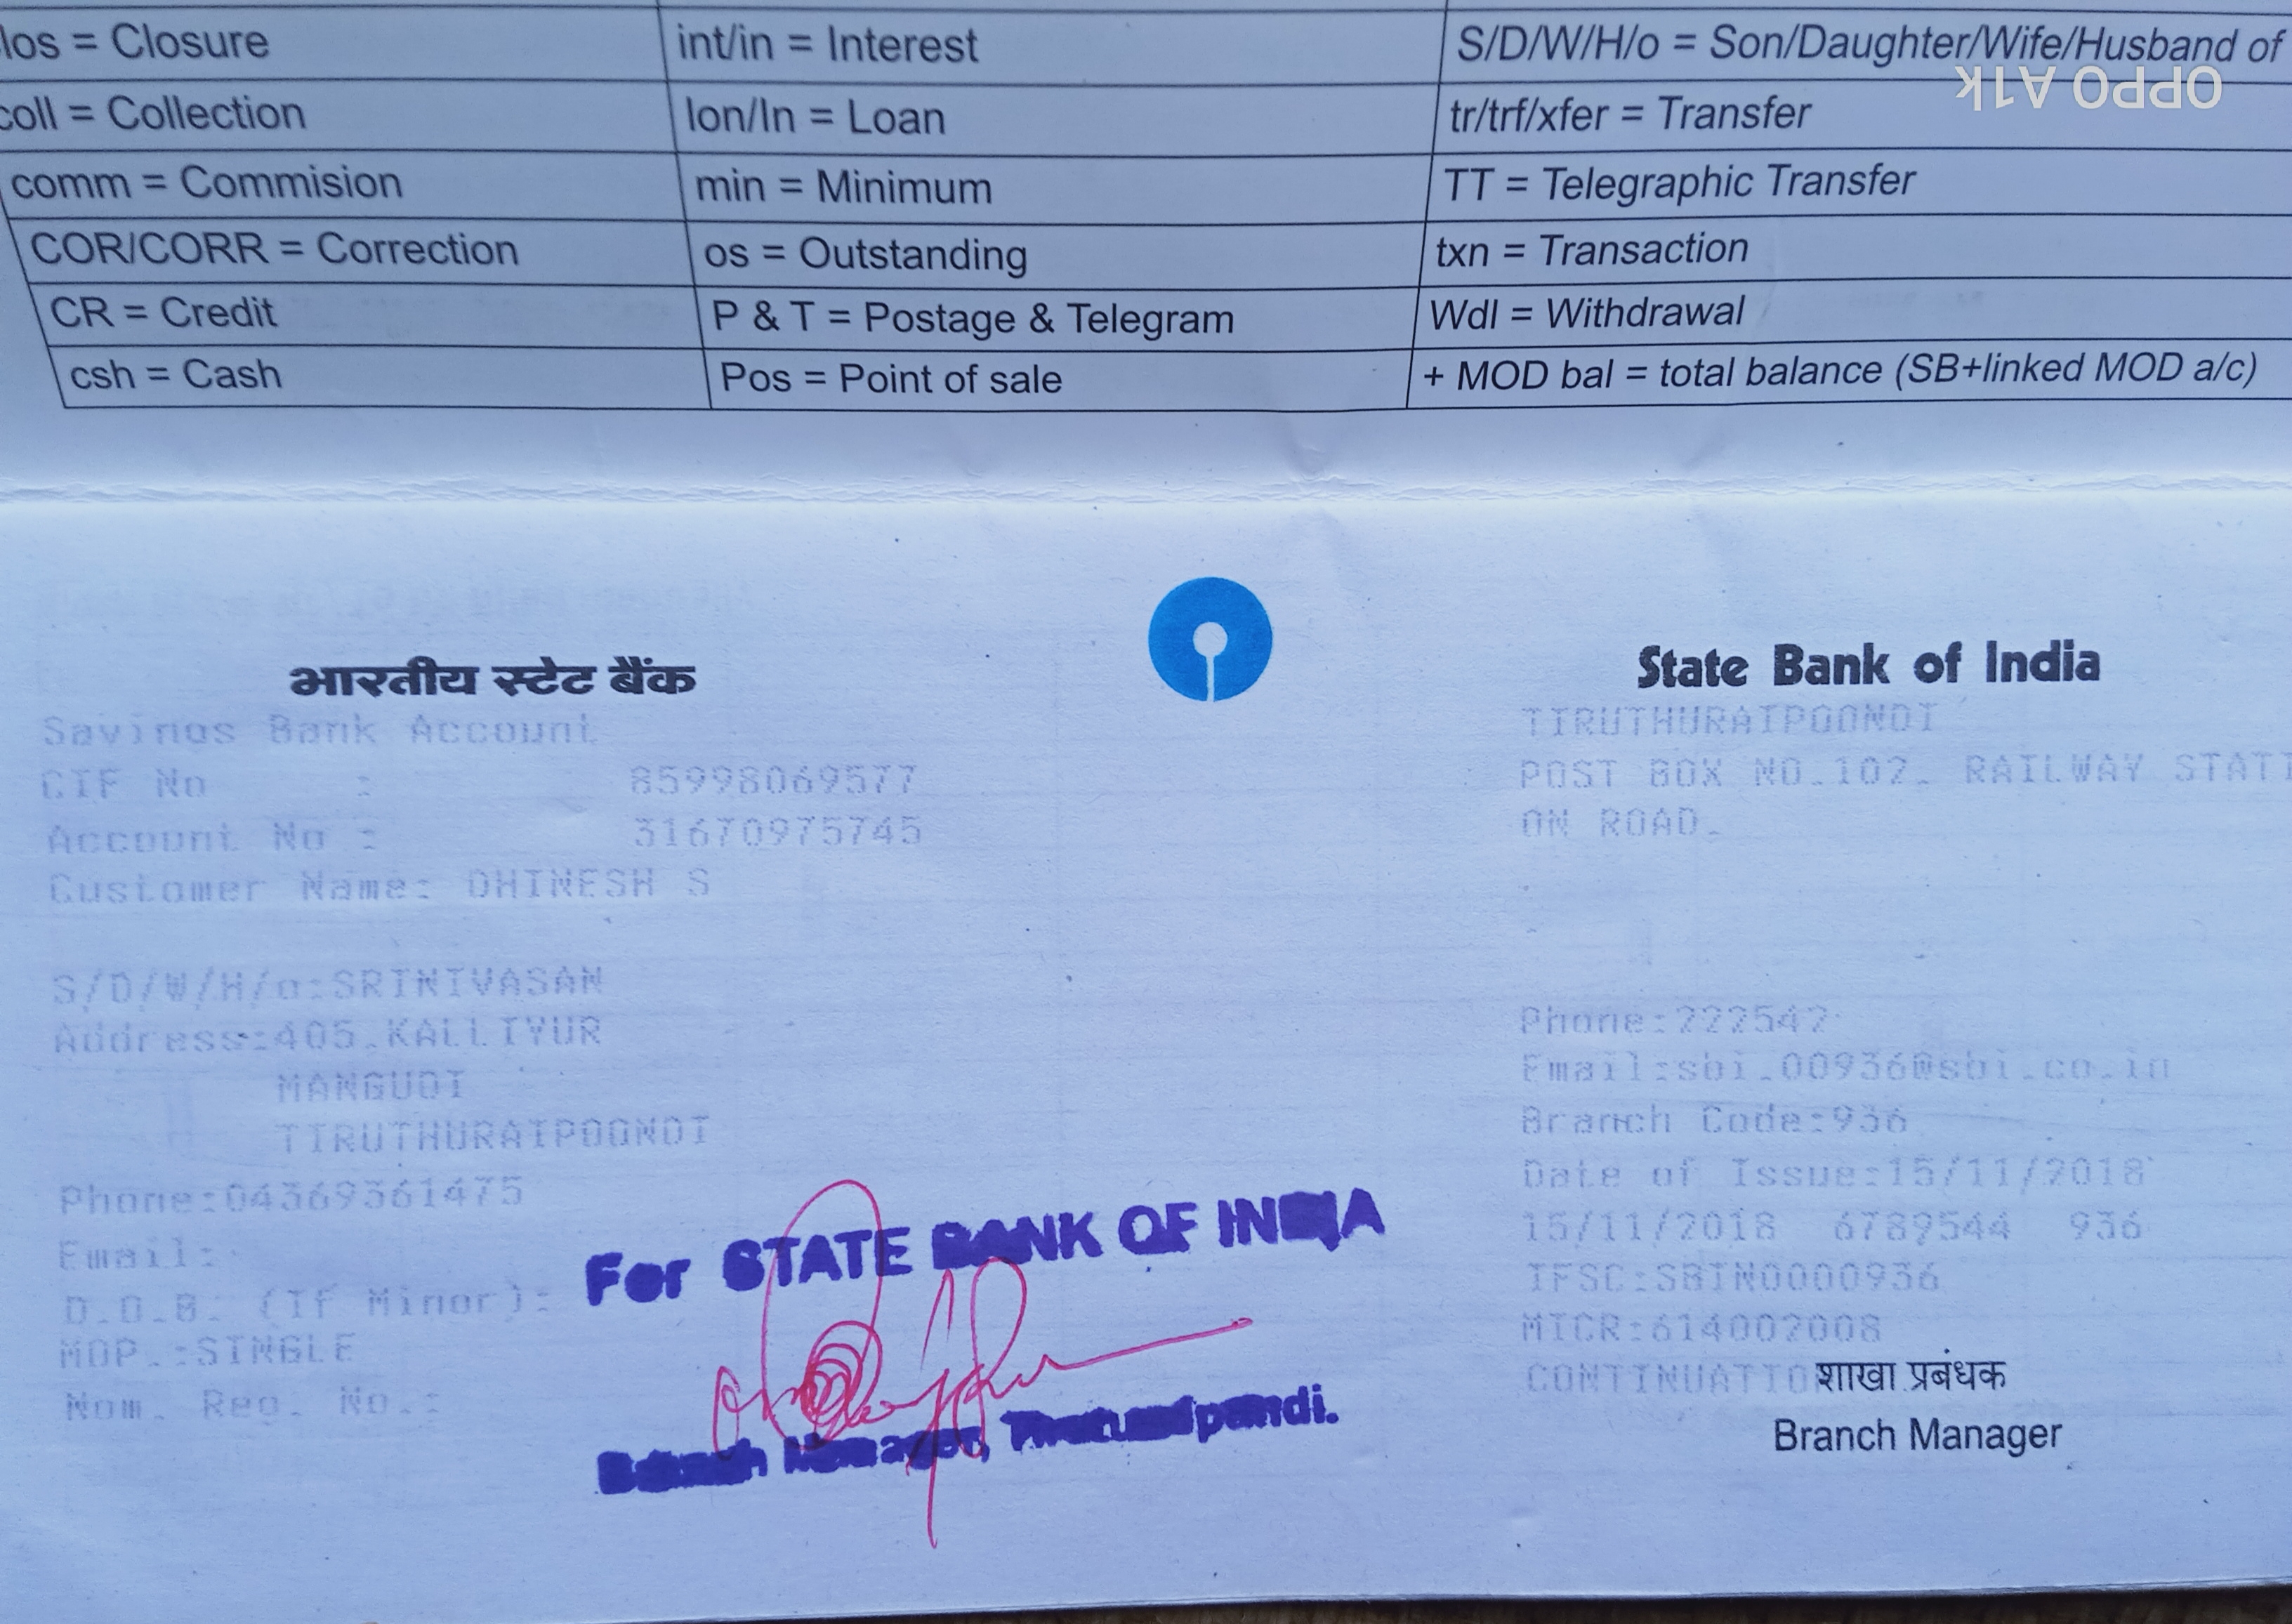 los = Closure
int/in = Interest
S/D/W/H/o = Son/Daughter/Wife/Husband of
coll = Collection
lon/ln = Loan
tr/trf/xfer = Transfer
OPPO A1k
comm = Commision
min = Minimum
TT = Telegraphic Transfer
COR/CORR = Correction
os = Outstanding
txn = Transaction
CR = Credit
P & T = Postage & Telegram
Wdl = Withdrawal
csh = Cash
Pos = Point of sale
+ MOD bal = total balance (SB+linked MOD a/c)
भारतीय स्टेट बैंक
Savings Bank Account
CIF No : 85998069577
Account No : 31670975745
Customer Name: DHINESH S
S/D/W/H/o:SRINIVASAN
Address:405,KALLIYUR
MANGUDI
TIRUTHURAIPOONDI
Phone:04369361475
Email:
D.O.B. (If Minor):
MOP.:SINGLE
Nom. Reg. No.:
State Bank of India
TIRUTHURAIPOONDI
POST BOX NO.102, RAILWAY STATI
ON ROAD,
Phone:222542
Email:sbi.00936@sbi.co.in
Branch Code:936
Date of Issue:15/11/2018
15/11/2018 6789544 936
IFSC:SBIN0000936
MICR:614002008
CONTINUATIO
शाखा प्रबंधक
Branch Manager
For STATE BANK OF INDIA
Manager,